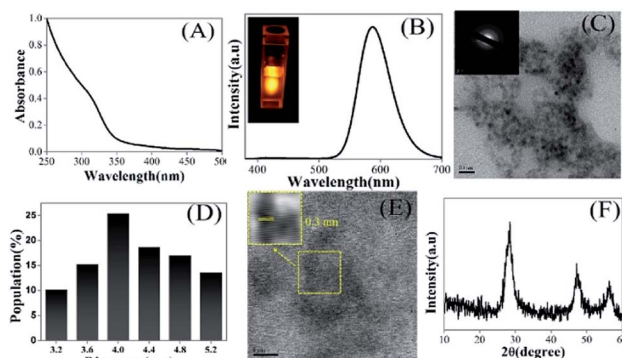 (A)
Absorbance
1.0
0.8
0.6
0.4
0.2
0.0
250
300
350
400
450
500
Wavelength(nm)
(B)
Intensity(a.u)
400
500
600
700
Wavelength(nm)
(C)
(D)
Population(%)
25
20
15
10
5
0
3.2
3.6
4.0
4.4
4.8
5.2
(E)
0.3 nm
(F)
Intensity(a.u)
10
20
30
40
50
2θ(degree)